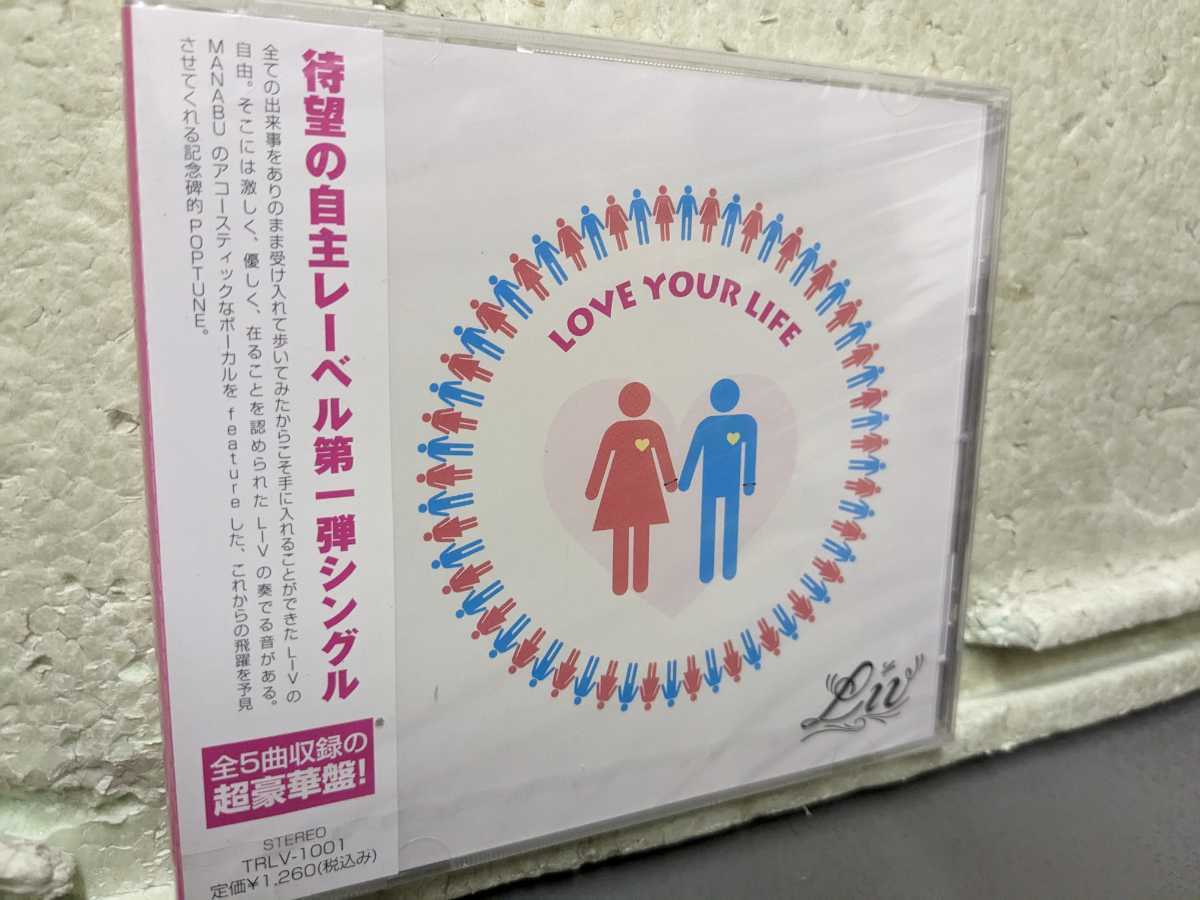 待望の自主レーベル第一弾シングル
全ての出来事をありのまま受け入れて歩いてみたからこそ手に入れることができたLIVの
自由。そこには激しく、優しく、在ることを認められたLIVの奏でる音がある。
MANABUのアコースティックなボーカルをfeatureした、これからの飛躍を予見
させてくれる記念碑的POPTUNE。
全5曲収録の
超豪華盤!
STEREO
TRLV-1001
定価¥1,260(税込み)
LOVE YOUR LIFE
Liv